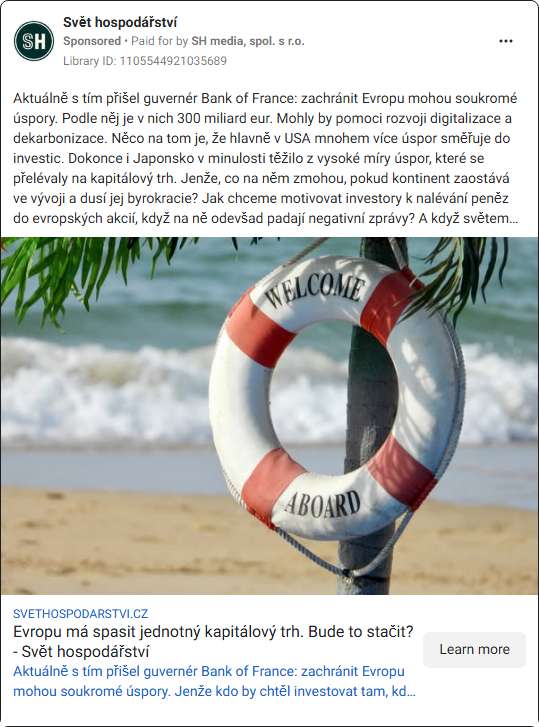 Svět hospodářství
Sponsored • Paid for by SH media, spol. s r.o.
Library ID: 1105544921035689
SH
Aktuálně s tím přišel guvernér Bank of France: zachránit Evropu mohou soukromé
úspory. Podle něj je v nich 300 miliard eur. Mohly by pomoci rozvoji digitalizace a
dekarbonizace. Něco na tom je, že hlavně v USA mnohem více úspor směřuje do
investic. Dokonce i Japonsko v minulosti těžilo z vysoké míry úspor, které se
přelévaly na kapitálový trh. Jenže, co na něm zmohou, pokud kontinent zaostává
ve vývoji a dusí jej byrokracie? Jak chceme motivovat investory k nalévání peněz
do evropských akcií, když na ně odevšad padají negativní zprávy? A když světem...
WELCOME
ABOARD
SVETHOSPODARSTVI.CZ
Evropu má spasit jednotný kapitálový trh. Bude to stačit?
- Svět hospodářství
Aktuálně s tím přišel guvernér Bank of France: zachránit Evropu
mohou soukromé úspory. Jenže kdo by chtěl investovat tam, kd...
Learn more